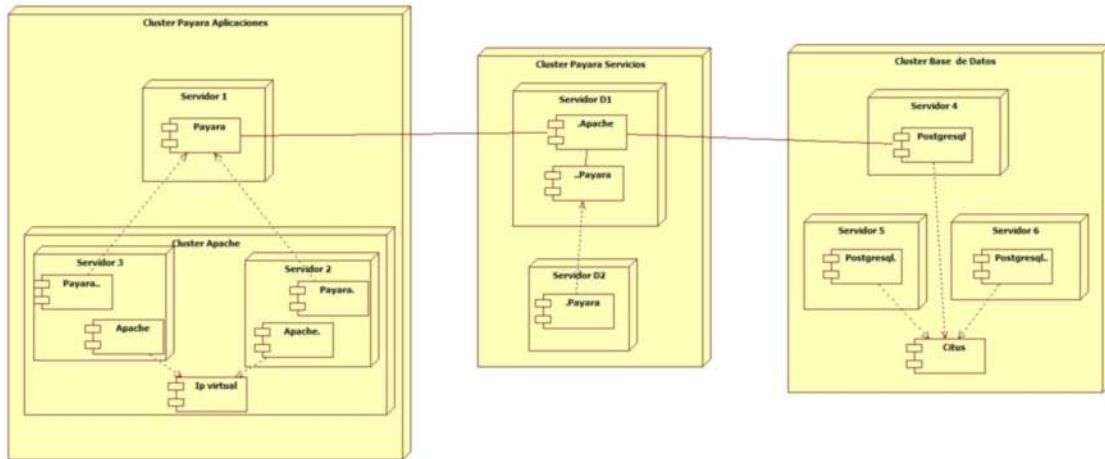 Cluster Payara Aplicaciones
Servidor 1
Payara
Cluster Apache
Servidor 3
Payara..
Apache
Servidor 2
Payara.
Apache.
Ip virtual
Cluster Payara Servicios
Servidor D1
.Apache
..Payara
Servidor D2
.Payara
Cluster Base de Datos
Servidor 4
Postgresql
Servidor 5
Postgresql.
Servidor 6
Postgresql..
Citus